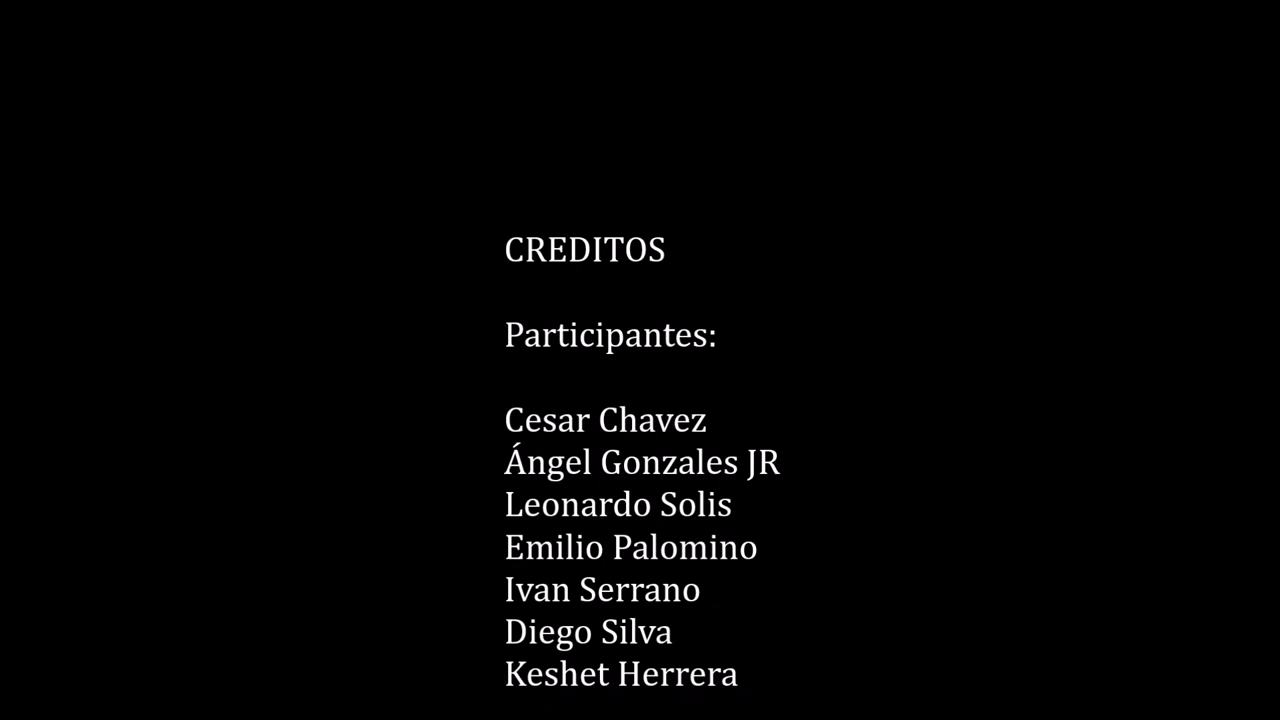 CREDITOS
Participantes:
Cesar Chavez
Ángel Gonzales JR
Leonardo Solis
Emilio Palomino
Ivan Serrano
Diego Silva
Keshet Herrera